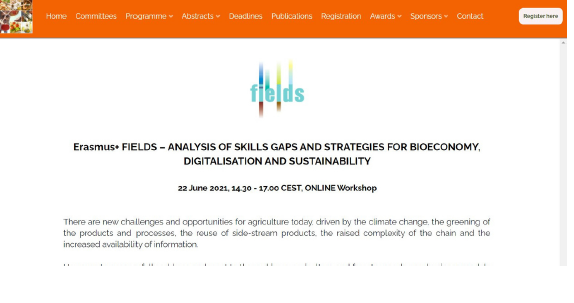 Home Committees Programme Abstracts Deadlines Publications Registration Awards Sponsors Contact Register here
fields
Erasmus+ FIELDS – ANALYSIS OF SKILLS GAPS AND STRATEGIES FOR BIOECONOMY,
DIGITALISATION AND SUSTAINABILITY
22 June 2021, 14.30 - 17.00 CEST, ONLINE Workshop
There are new challenges and opportunities for agriculture today, driven by the climate change, the greening of
the products and processes, the reuse of side-stream products, the raised complexity of the chain and the
increased availability of information.